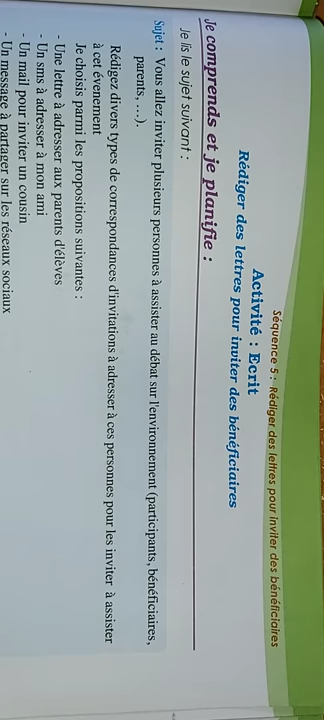 Séquence 5 : Rédiger des lettres pour inviter des bénéficiaires
Activité : Ecrit
Rédiger des lettres pour inviter des bénéficiaires
Je comprends et je planifie :
Je lis le sujet suivant :
Sujet : Vous allez inviter plusieurs personnes à assister au débat sur l'environnement (participants, bénéficiaires,
parents, ...).
Rédigez divers types de correspondances d'invitations à adresser à ces personnes pour les inviter à assister
à cet évenement
Je choisis parmi les propositions suivantes :
- Une lettre à adresser aux parents d'élèves
- Un sms à adresser à mon ami
- Un mail pour inviter un cousin
- Un message à partager sur les réseaux sociaux